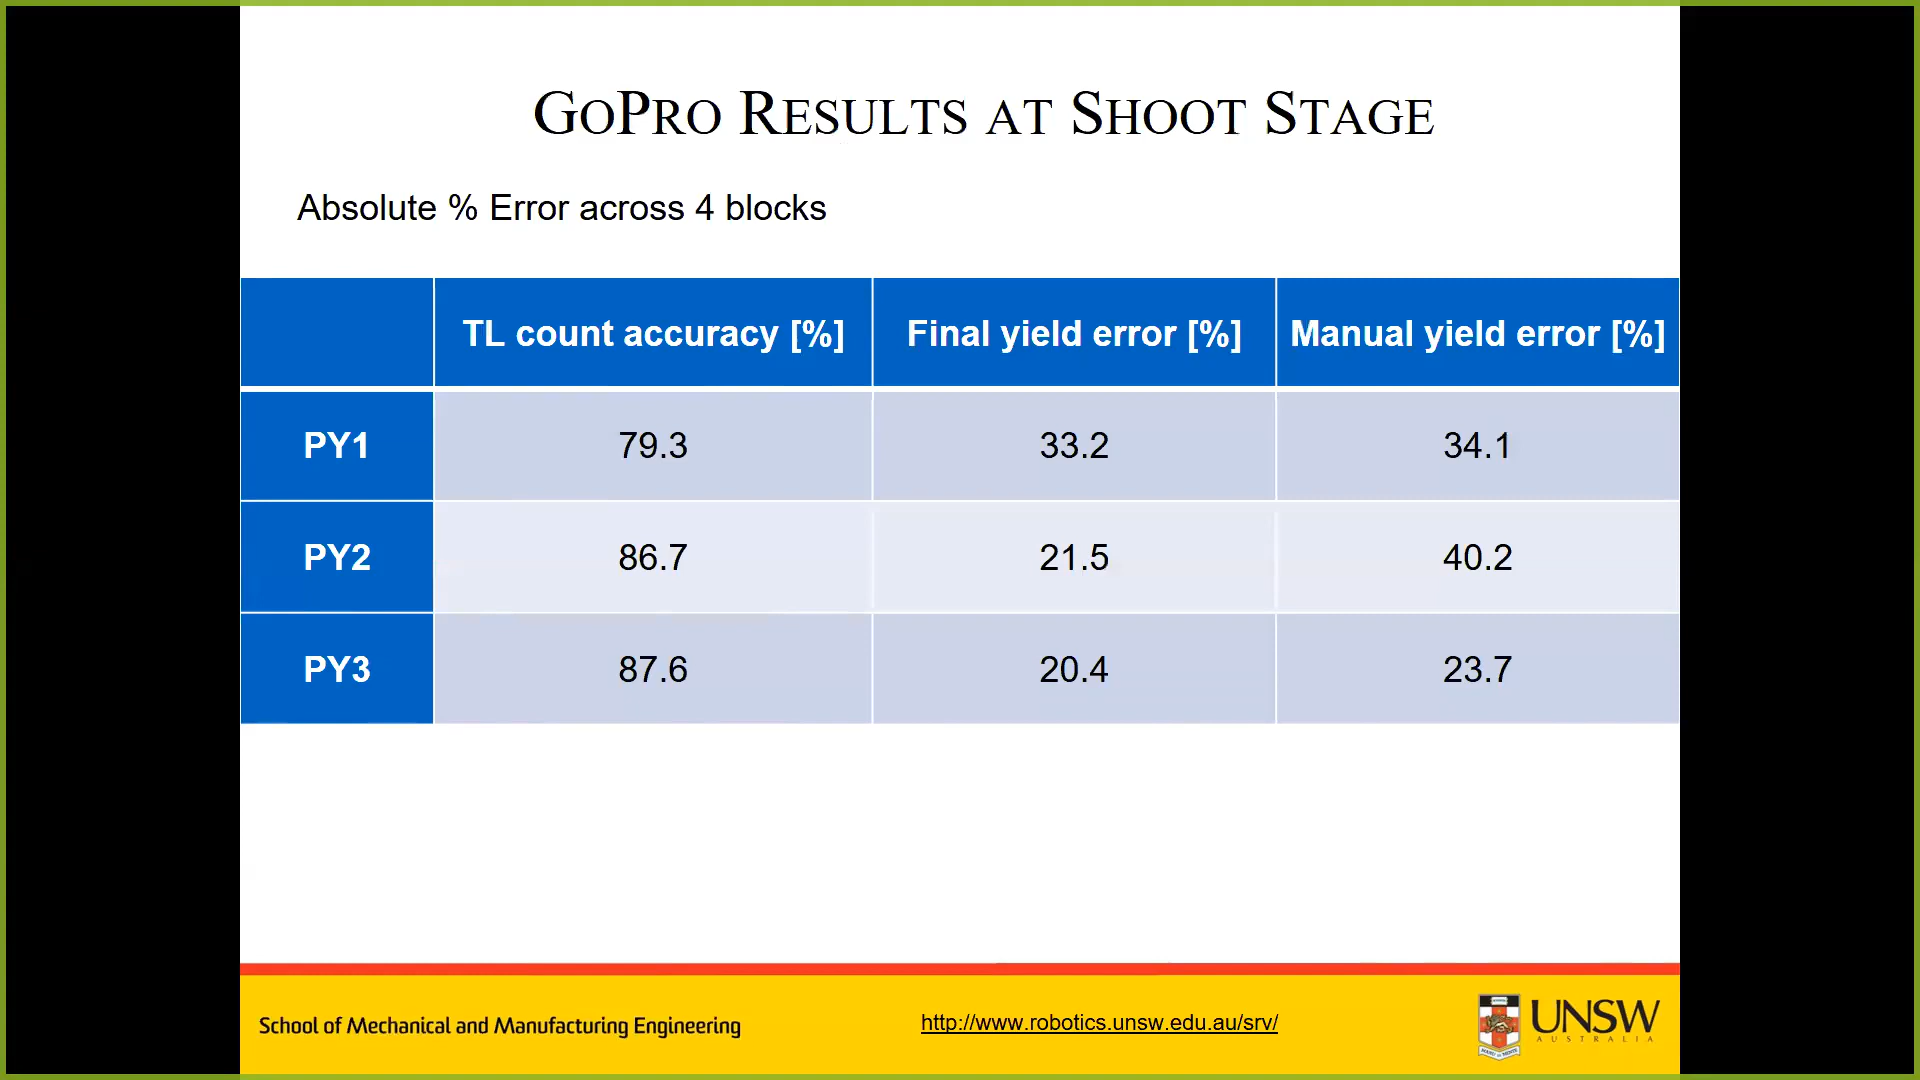 GOPRO RESULTS AT SHOOT STAGE
Absolute % Error across 4 blocks
TL count accuracy [%] Final yield error [%] Manual yield error [%]
PY1 79.3 33.2 34.1
PY2 86.7 21.5 40.2
PY3 87.6 20.4 23.7
School of Mechanical and Manufacturing Engineering
http://www.robotics.unsw.edu.au/srv/
UNSW
AUSTRALIA